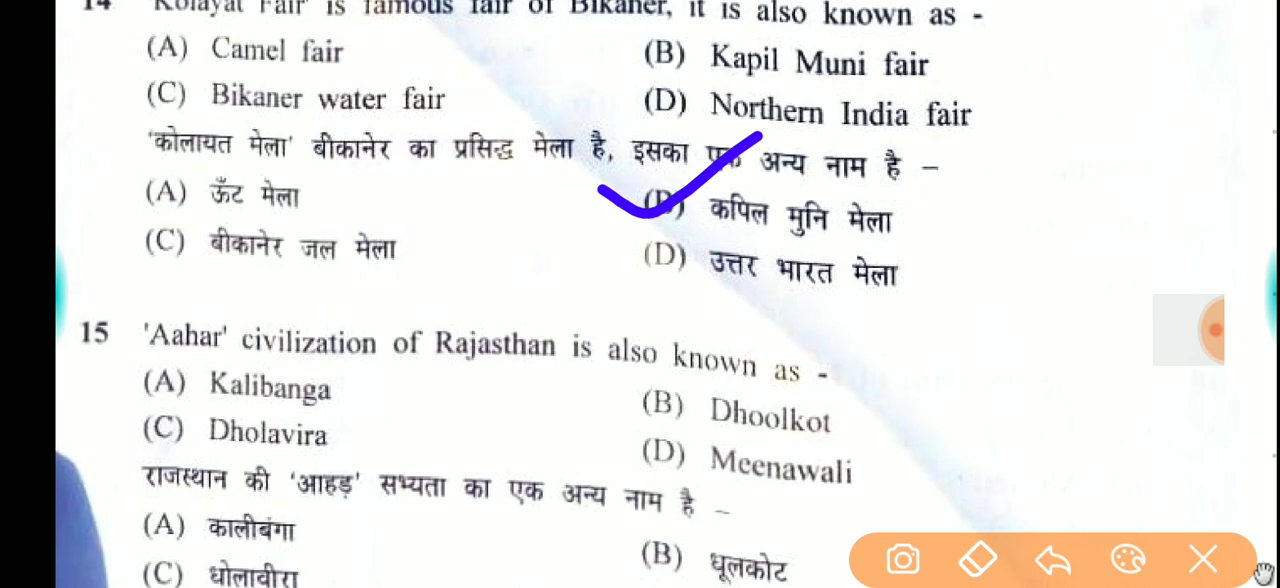 14 'Kolayat Fair' is famous fair of Bikaner, it is also known as -
(A) Camel fair (B) Kapil Muni fair
(C) Bikaner water fair (D) Northern India fair
'कोलायत मेला' बीकानेर का प्रसिद्ध मेला है, इसका एक अन्य नाम है –
(A) ऊँट मेला (B) कपिल मुनि मेला
(C) बीकानेर जल मेला (D) उत्तर भारत मेला
15 'Aahar' civilization of Rajasthan is also known as -
(A) Kalibanga (B) Dhoolkot
(C) Dholavira (D) Meenawali
राजस्थान की 'आहड़' सभ्यता का एक अन्य नाम है –
(A) कालीबंगा (B) धूलकोट
(C) धोलावीरा